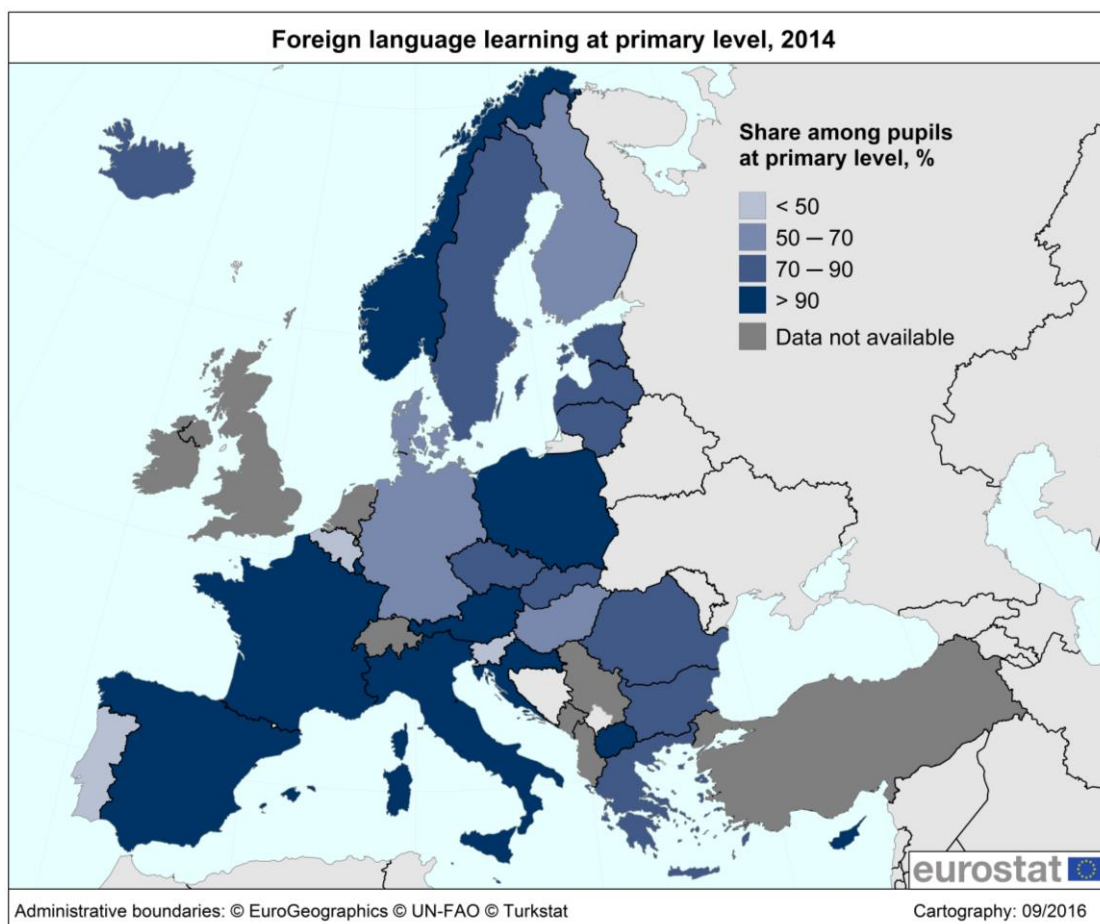 Foreign language learning at primary level, 2014
Share among pupils
at primary level, %
< 50
50 — 70
70 — 90
> 90
Data not available
eurostat
Administrative boundaries: © EuroGeographics © UN-FAO © Turkstat
Cartography: 09/2016